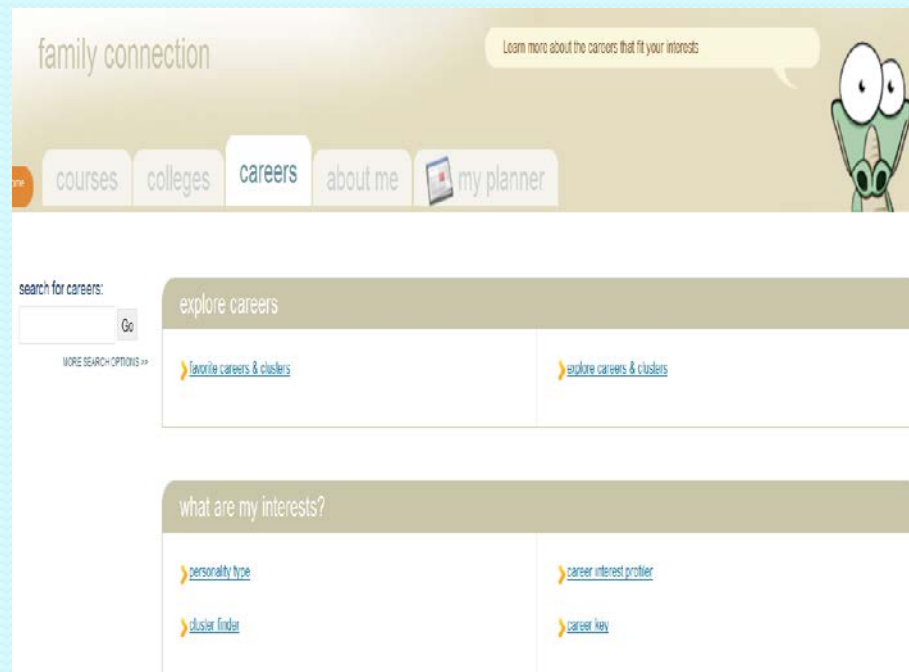 family connection
Learn more about the careers that fit your interests
courses colleges careers about me my planner
search for careers:
Go
MORE SEARCH OPTIONS >>
explore careers
favorite careers & clusters
explore careers & clusters
what are my interests?
personality type
career interest profiler
cluster finder
career key